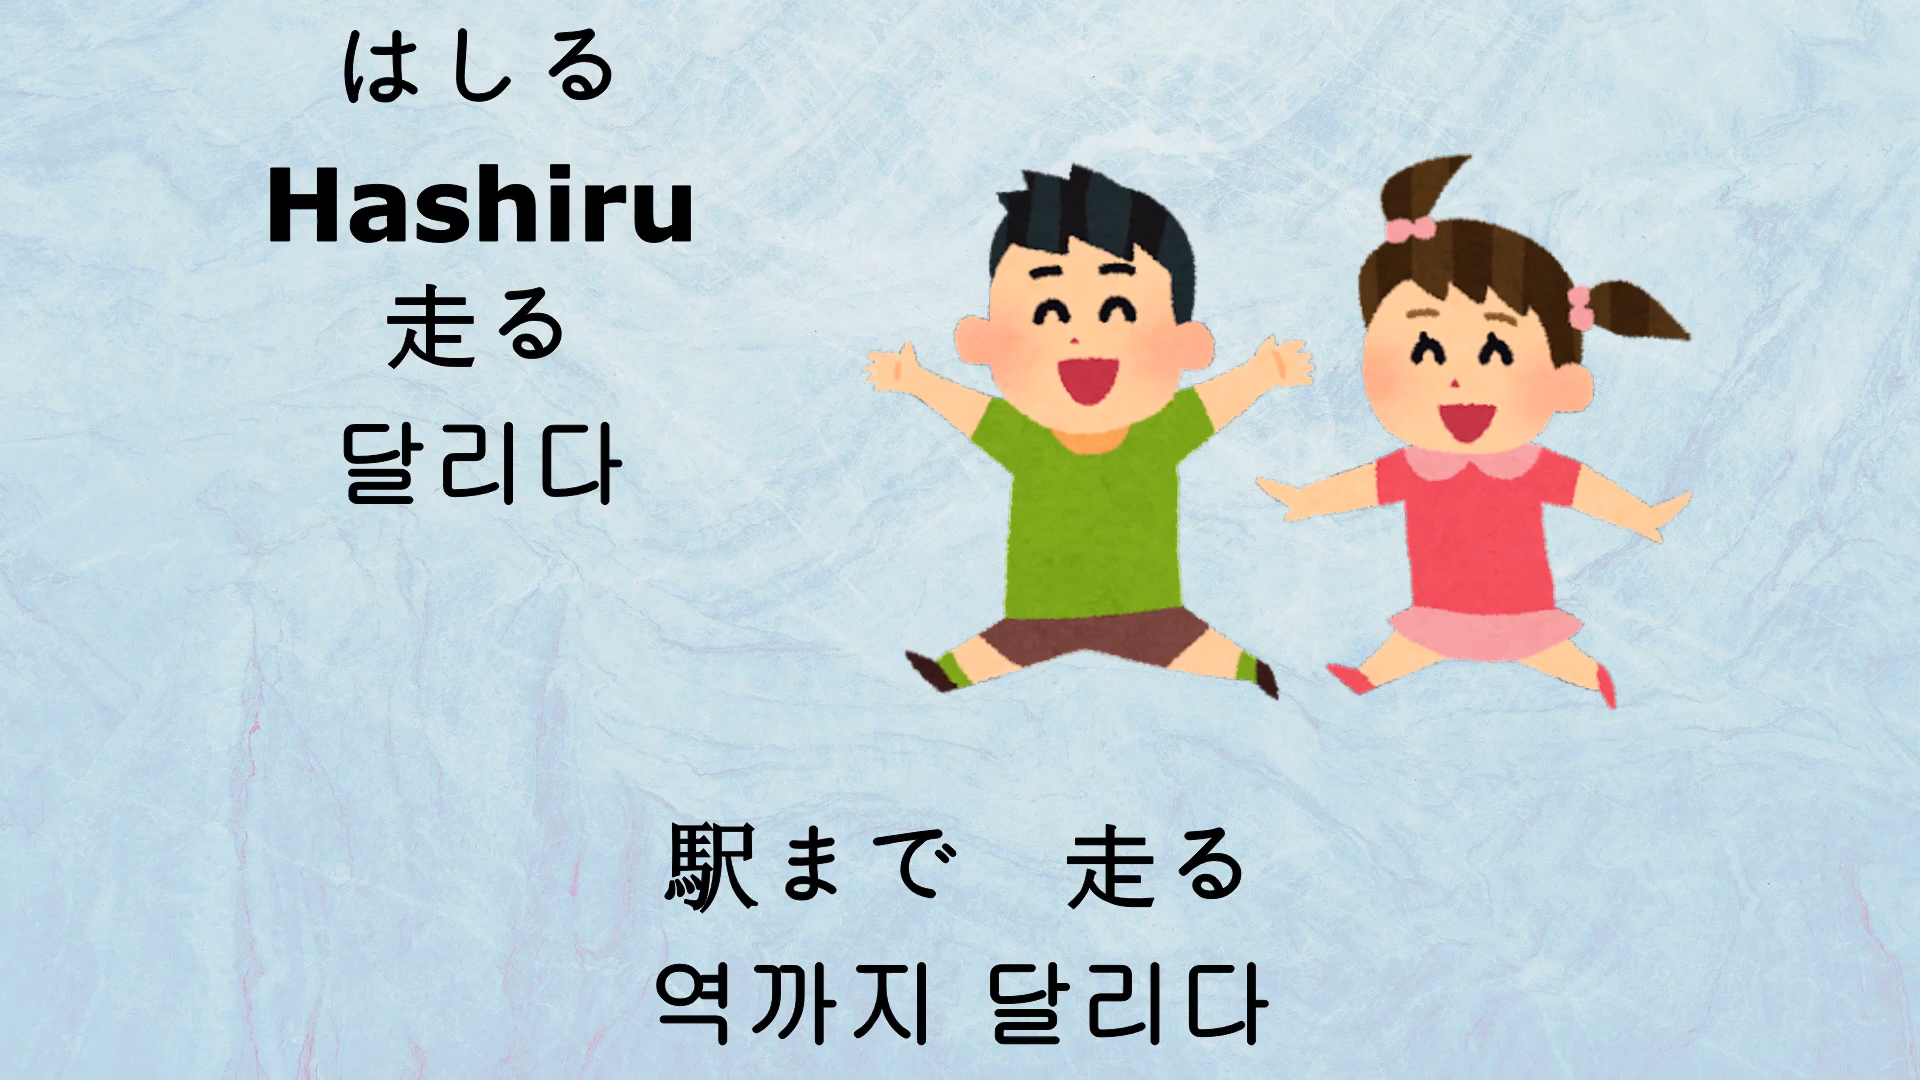 はしる
Hashiru
走る
달리다
駅まで　走る
역까지 달리다